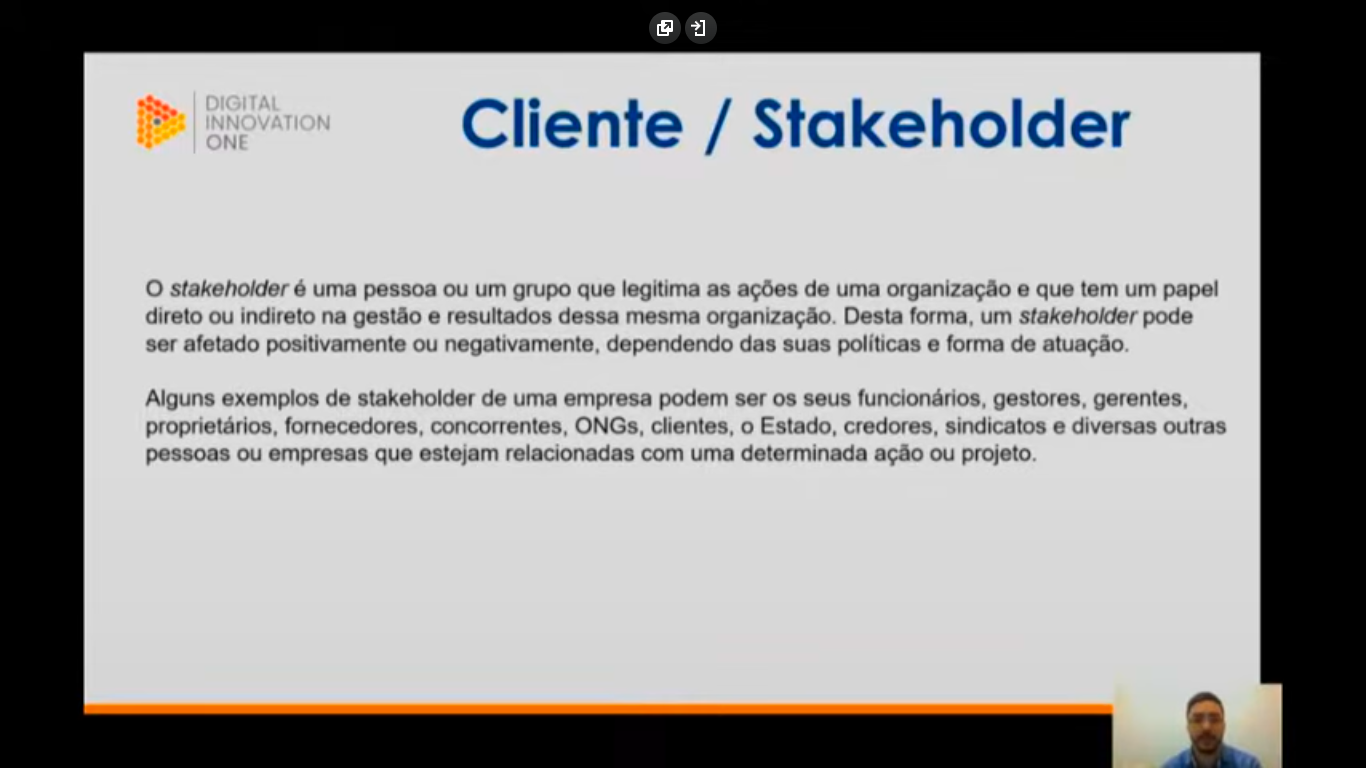 DIGITAL
INNOVATION
ONE
Cliente / Stakeholder
O stakeholder é uma pessoa ou um grupo que legitima as ações de uma organização e que tem um papel
direto ou indireto na gestão e resultados dessa mesma organização. Desta forma, um stakeholder pode
ser afetado positivamente ou negativamente, dependendo das suas políticas e forma de atuação.
Alguns exemplos de stakeholder de uma empresa podem ser os seus funcionários, gestores, gerentes,
proprietários, fornecedores, concorrentes, ONGs, clientes, o Estado, credores, sindicatos e diversas outras
pessoas ou empresas que estejam relacionadas com uma determinada ação ou projeto.